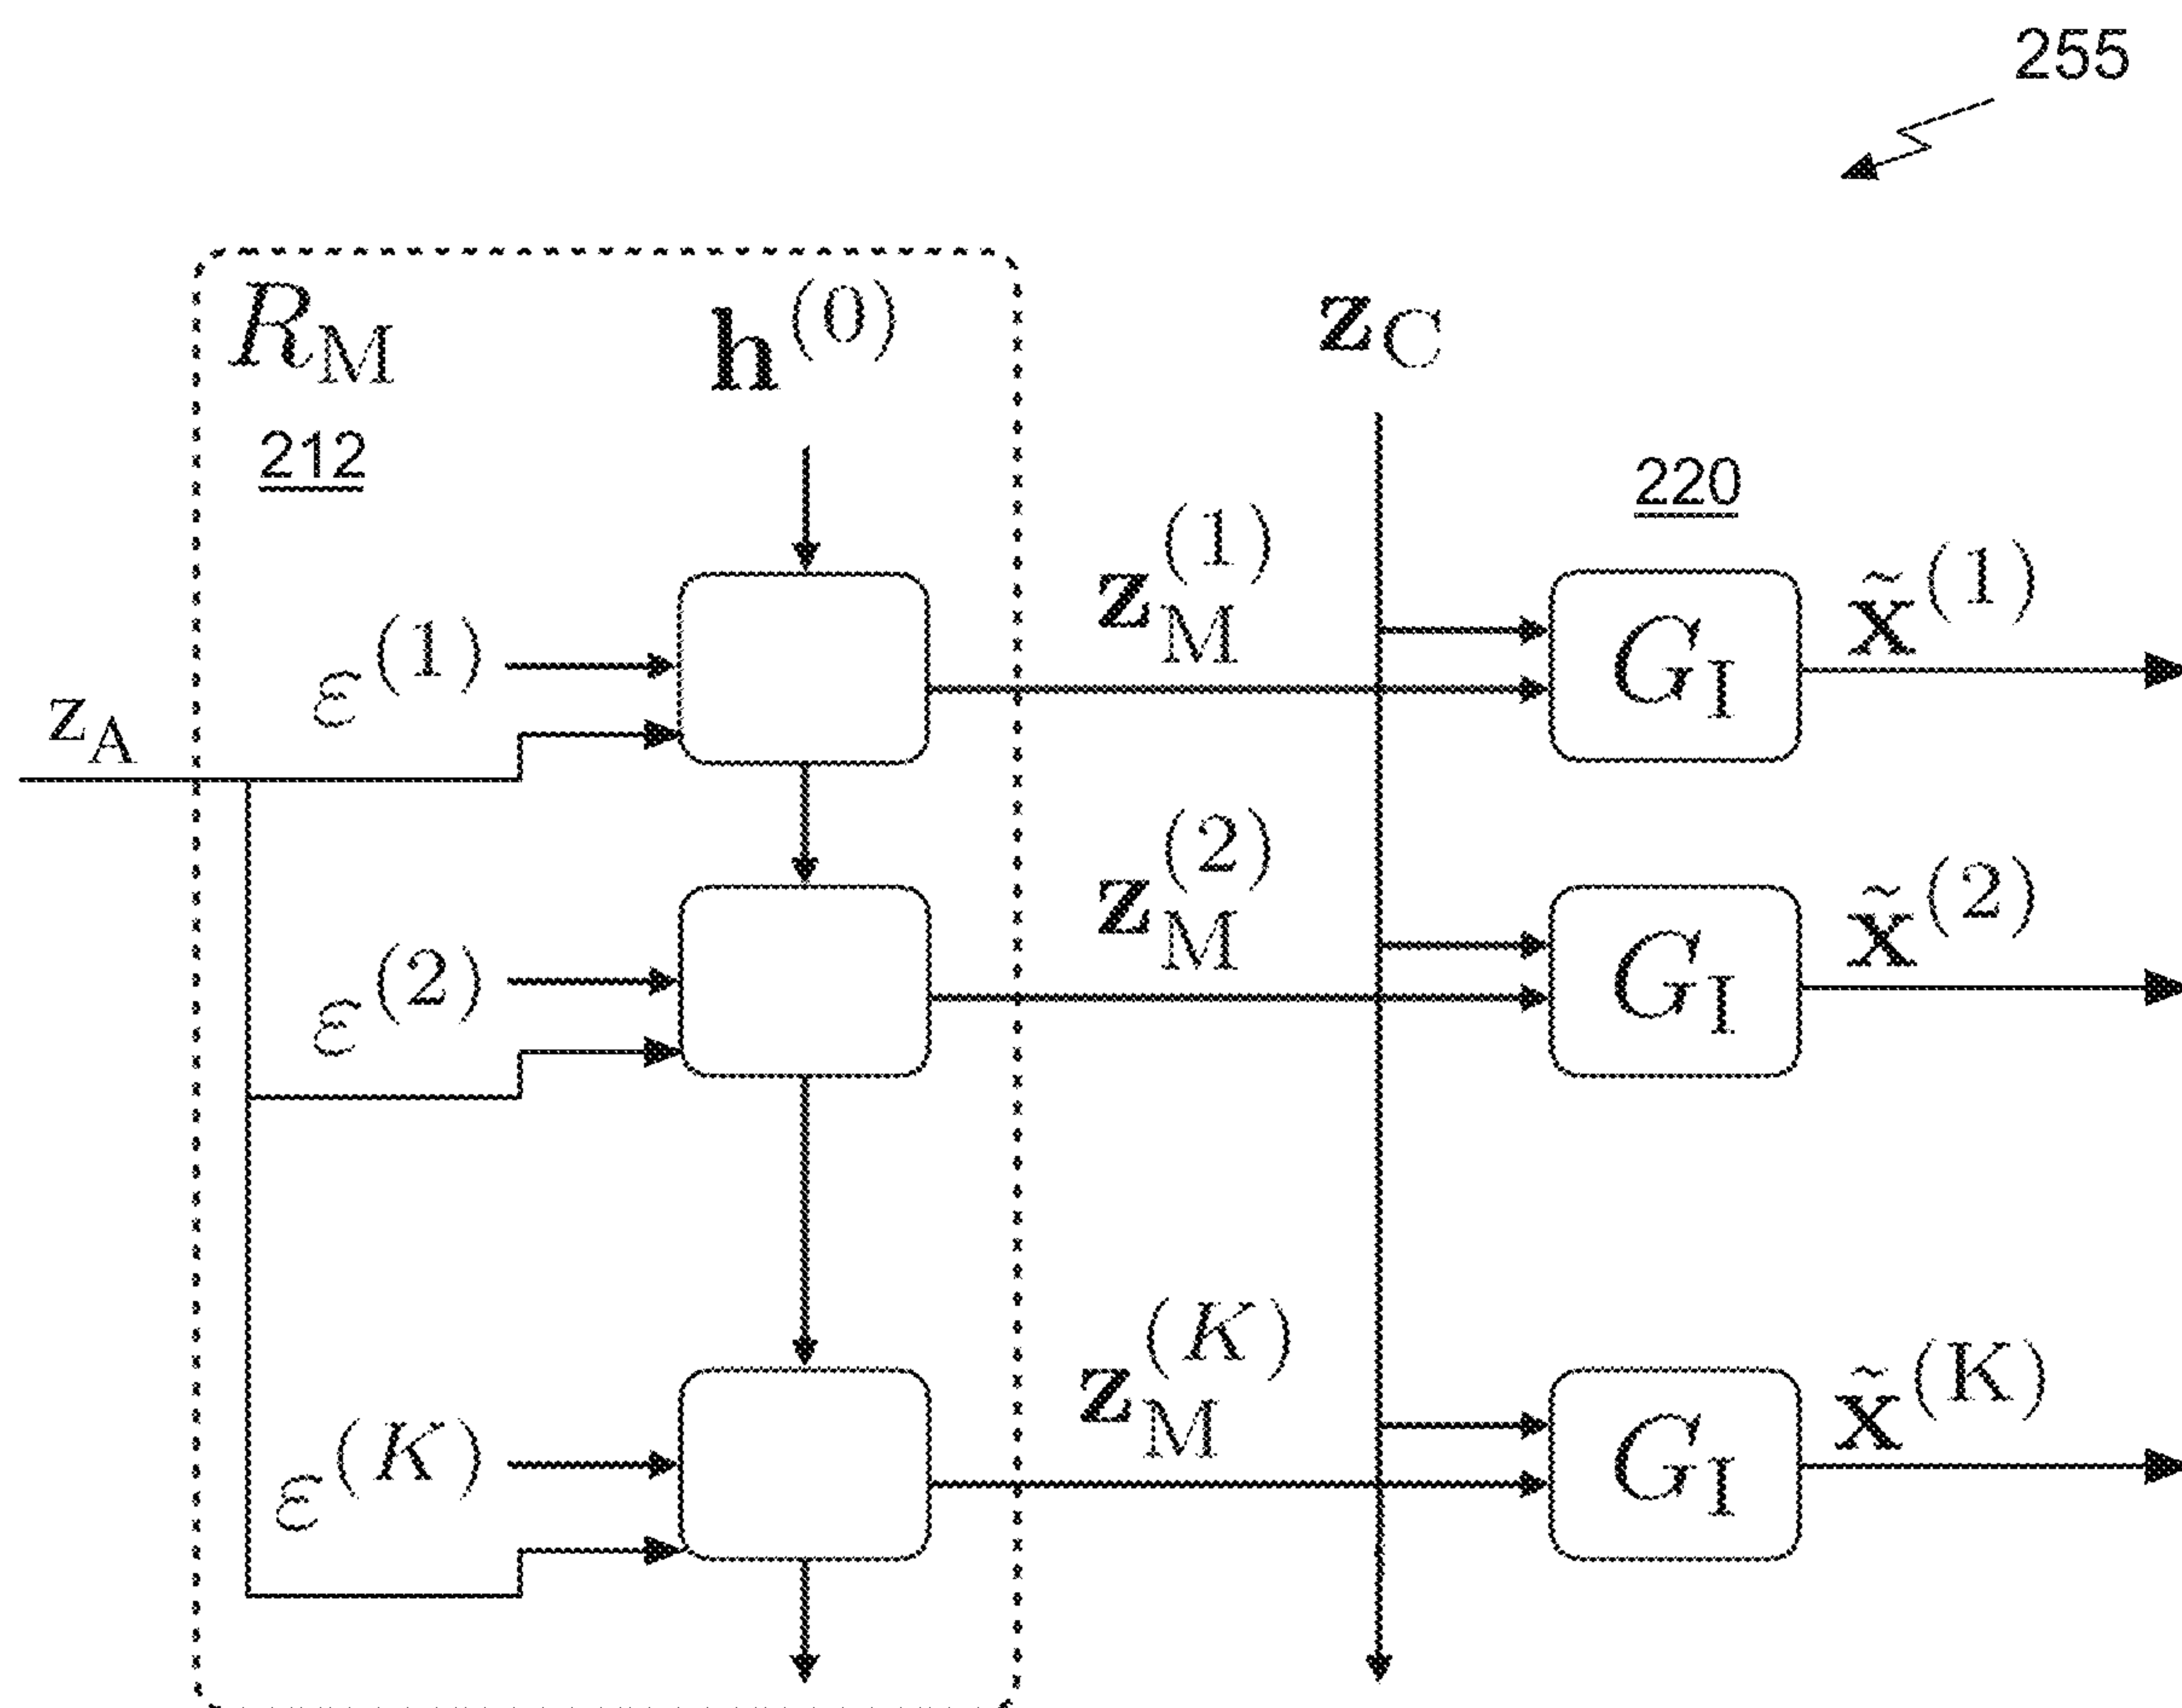 255
R_M
h^(0)
z_C
212
220
ε^(1)
z_M^(1)
G_I
x̃^(1)
z_A
ε^(2)
z_M^(2)
G_I
x̃^(2)
ε^(K)
z_M^(K)
G_I
x̃^(K)